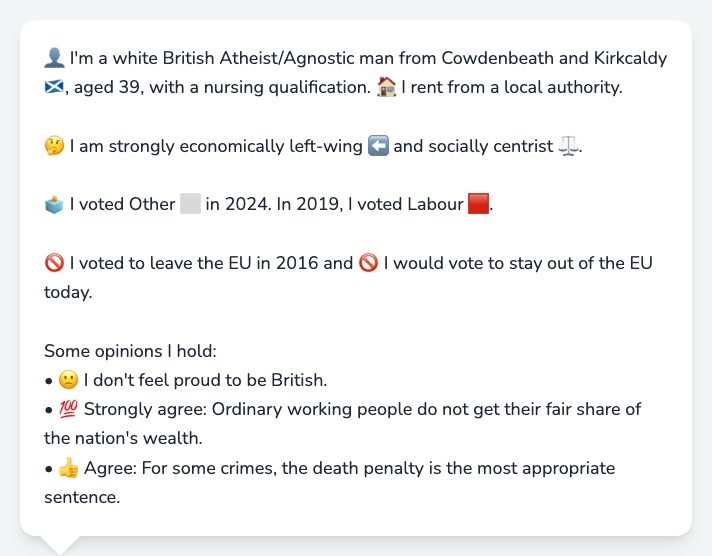 👤 I'm a white British Atheist/Agnostic man from Cowdenbeath and Kirkcaldy
🏴󠁧󠁢󠁳󠁣󠁴󠁿, aged 39, with a nursing qualification. 🏠 I rent from a local authority.
🤔 I am strongly economically left-wing ⬅️ and socially centrist ⚖️.
🗳️ I voted Other ⬜ in 2024. In 2019, I voted Labour 🟥.
🚫 I voted to leave the EU in 2016 and 🚫 I would vote to stay out of the EU
today.
Some opinions I hold:
• 🙁 I don't feel proud to be British.
• 💯 Strongly agree: Ordinary working people do not get their fair share of
the nation's wealth.
• 👍 Agree: For some crimes, the death penalty is the most appropriate
sentence.